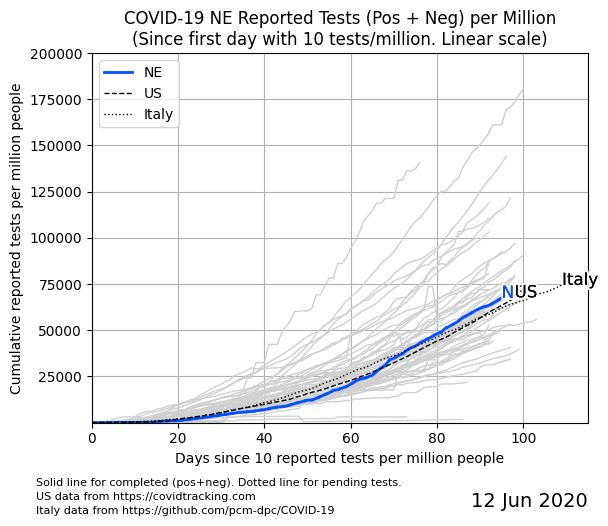 COVID-19 NE Reported Tests (Pos + Neg) per Million
(Since first day with 10 tests/million. Linear scale)
200000
175000
150000
125000
100000
75000
50000
25000
Cumulative reported tests per million people
NE
US
Italy
NE
US
Italy
0
20
40
60
80
100
Days since 10 reported tests per million people
Solid line for completed (pos+neg). Dotted line for pending tests.
US data from https://covidtracking.com
Italy data from https://github.com/pcm-dpc/COVID-19
12 Jun 2020